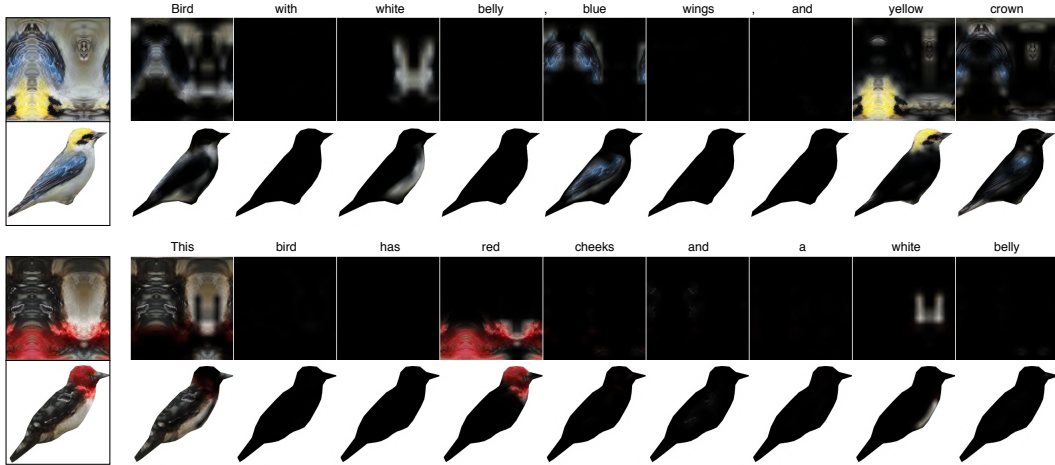 Bird with white belly , blue wings , and yellow crown
This bird has red cheeks and a white belly